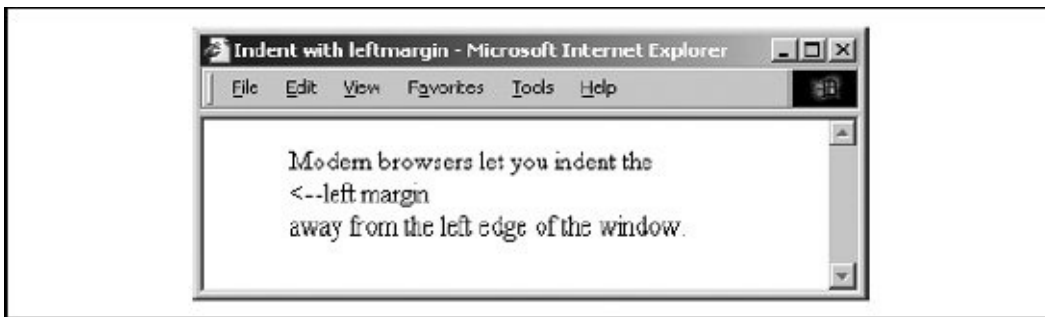 Indent with leftmargin - Microsoft Internet Explorer
File Edit View Favorites Tools Help
Modern browsers let you indent the
<--left margin
away from the left edge of the window.